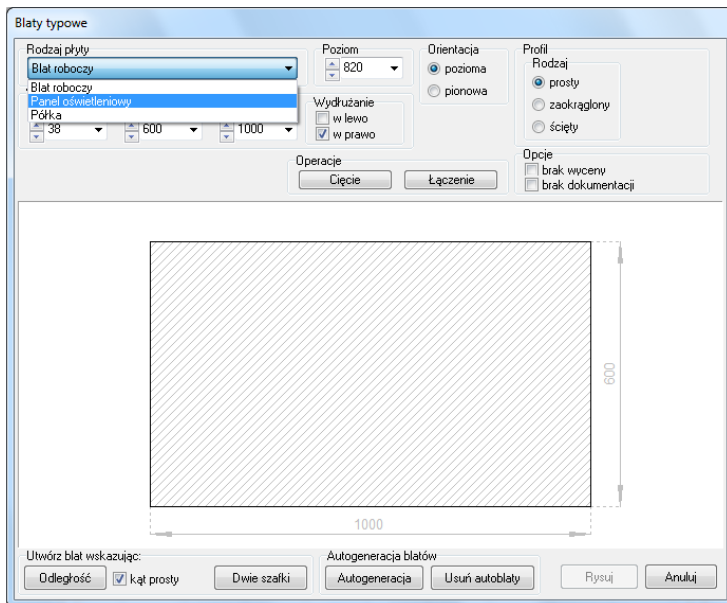 Blaty typowe
Rodzaj płyty
Blat roboczy
Blat roboczy
Panel oświetleniowy
Półka
38 600 1000
Poziom
820
Wydłużanie
w lewo
w prawo
Orientacja
pozioma
pionowa
Profil
Rodzaj
prosty
zaokrąglony
ścięty
Operacje
Cięcie Łączenie
Opcje
brak wyceny
brak dokumentacji
600
1000
Utwórz blat wskazując:
Odległość kąt prosty Dwie szafki
Autogeneracja blatów
Autogeneracja Usuń autoblaty
Rysuj Anuluj